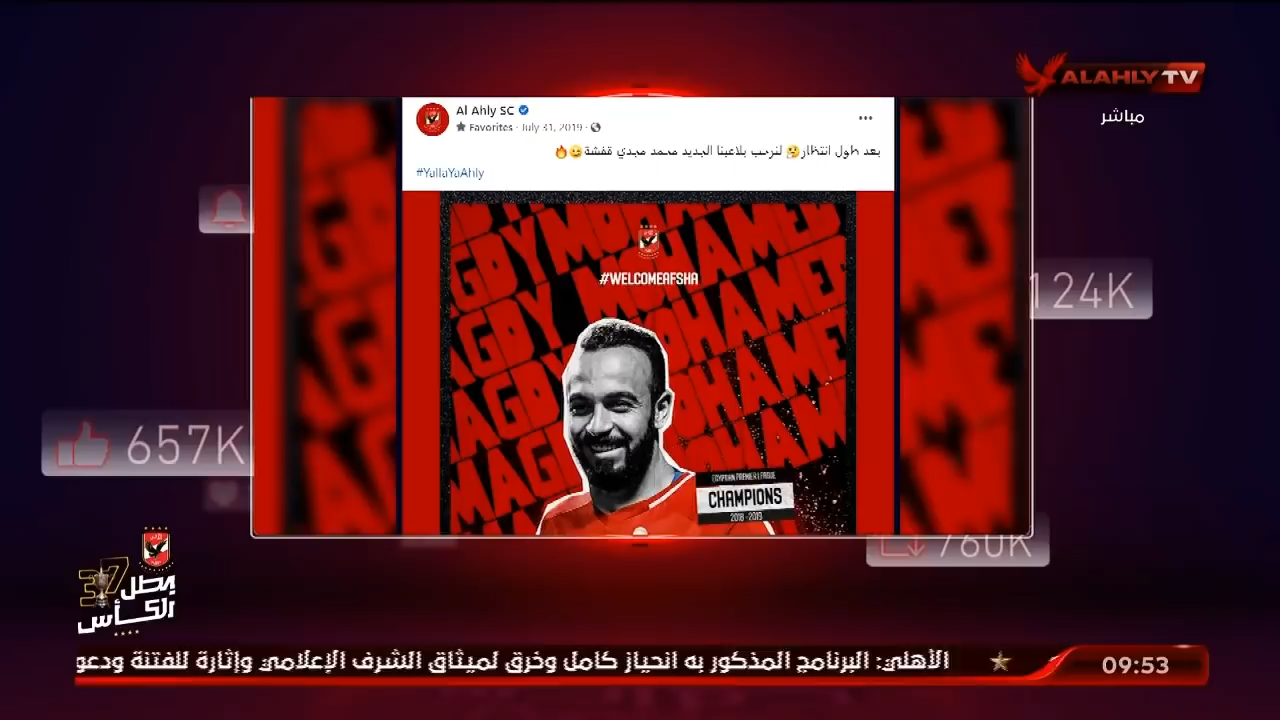 ALAHLY TV
مباشر
Al Ahly SC
Favorites · July 31, 2019 ·
بعد طول انتظار🤔 لنرحب بلاعبنا الجديد محمد مجدي قفشة😉🔥
#YallaYaAhly
#WELCOMEAFSHA
MAGDY MOHAMED
EGYPTIAN PREMIER LEAGUE
CHAMPIONS
2018 - 2019
124K
657K
760K
37
بطل
الكأس
الأهلي: البرنامج المذكور به انحياز كامل وخرق لميثاق الشرف الإعلامي وإثارة للفتنة ودعو
09:53